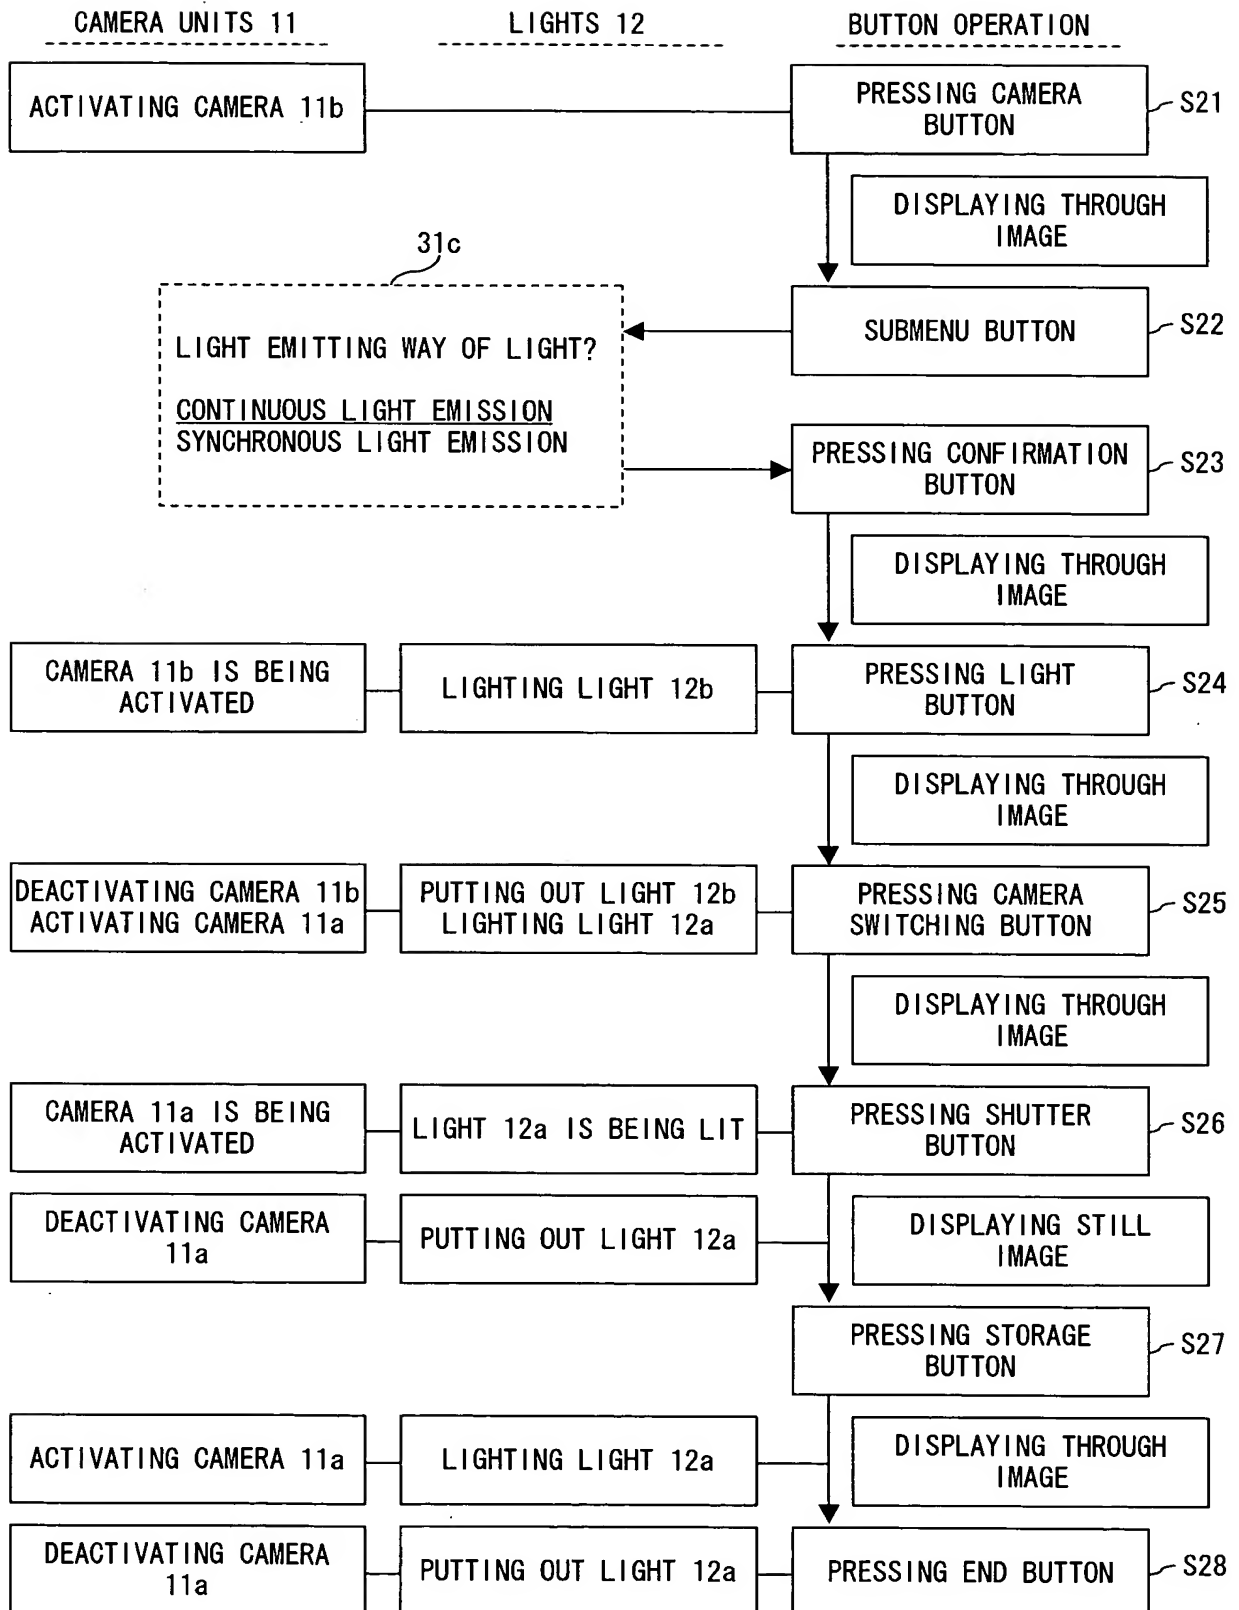 CAMERA UNITS 11
LIGHTS 12
BUTTON OPERATION
ACTIVATING CAMERA 11b
PRESSING CAMERA
BUTTON
S21
DISPLAYING THROUGH
IMAGE
31c
LIGHT EMITTING WAY OF LIGHT?
CONTINUOUS LIGHT EMISSION
SYNCHRONOUS LIGHT EMISSION
SUBMENU BUTTON
S22
PRESSING CONFIRMATION
BUTTON
S23
DISPLAYING THROUGH
IMAGE
CAMERA 11b IS BEING
ACTIVATED
LIGHTING LIGHT 12b
PRESSING LIGHT
BUTTON
S24
DISPLAYING THROUGH
IMAGE
DEACTIVATING CAMERA 11b
ACTIVATING CAMERA 11a
PUTTING OUT LIGHT 12b
LIGHTING LIGHT 12a
PRESSING CAMERA
SWITCHING BUTTON
S25
DISPLAYING THROUGH
IMAGE
CAMERA 11a IS BEING
ACTIVATED
LIGHT 12a IS BEING LIT
PRESSING SHUTTER
BUTTON
S26
DEACTIVATING CAMERA
11a
PUTTING OUT LIGHT 12a
DISPLAYING STILL
IMAGE
PRESSING STORAGE
BUTTON
S27
ACTIVATING CAMERA 11a
LIGHTING LIGHT 12a
DISPLAYING THROUGH
IMAGE
DEACTIVATING CAMERA
11a
PUTTING OUT LIGHT 12a
PRESSING END BUTTON
S28